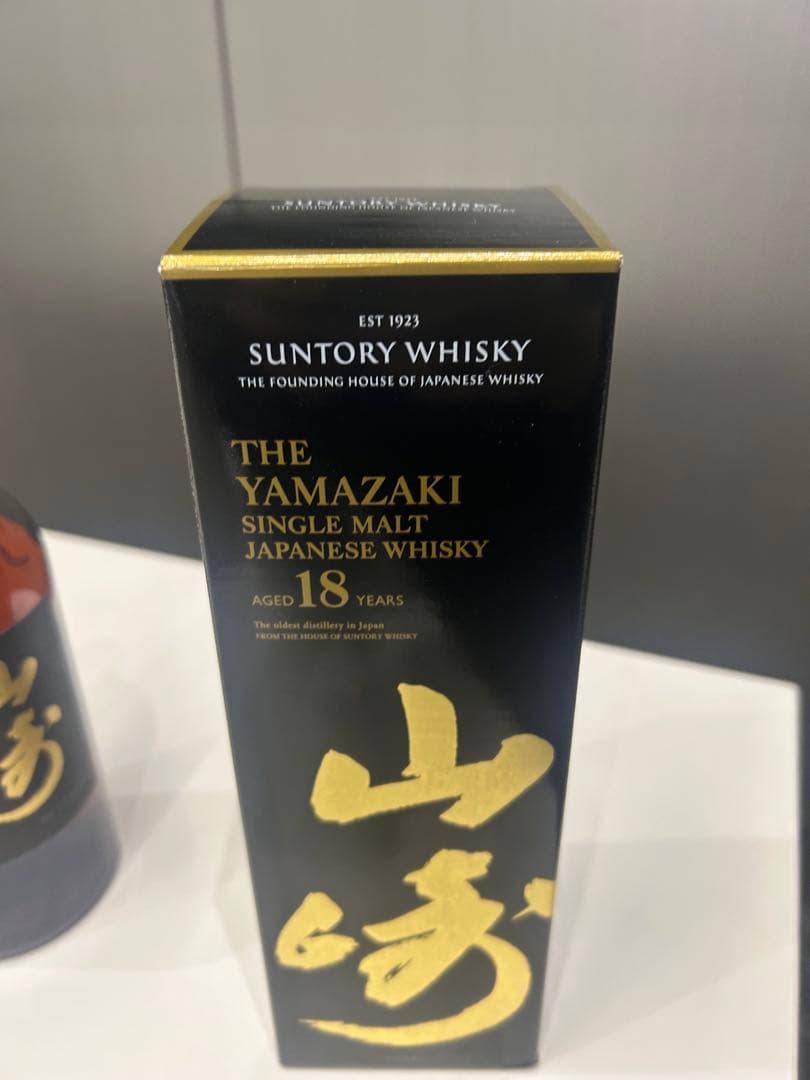 SUNTORY WHISKY
THE FOUNDING HOUSE OF JAPANESE WHISKY
EST 1923
SUNTORY WHISKY
THE FOUNDING HOUSE OF JAPANESE WHISKY
THE
YAMAZAKI
SINGLE MALT
JAPANESE WHISKY
AGED 18 YEARS
The oldest distillery in Japan
FROM THE HOUSE OF SUNTORY WHISKY
山
崎
山
崎